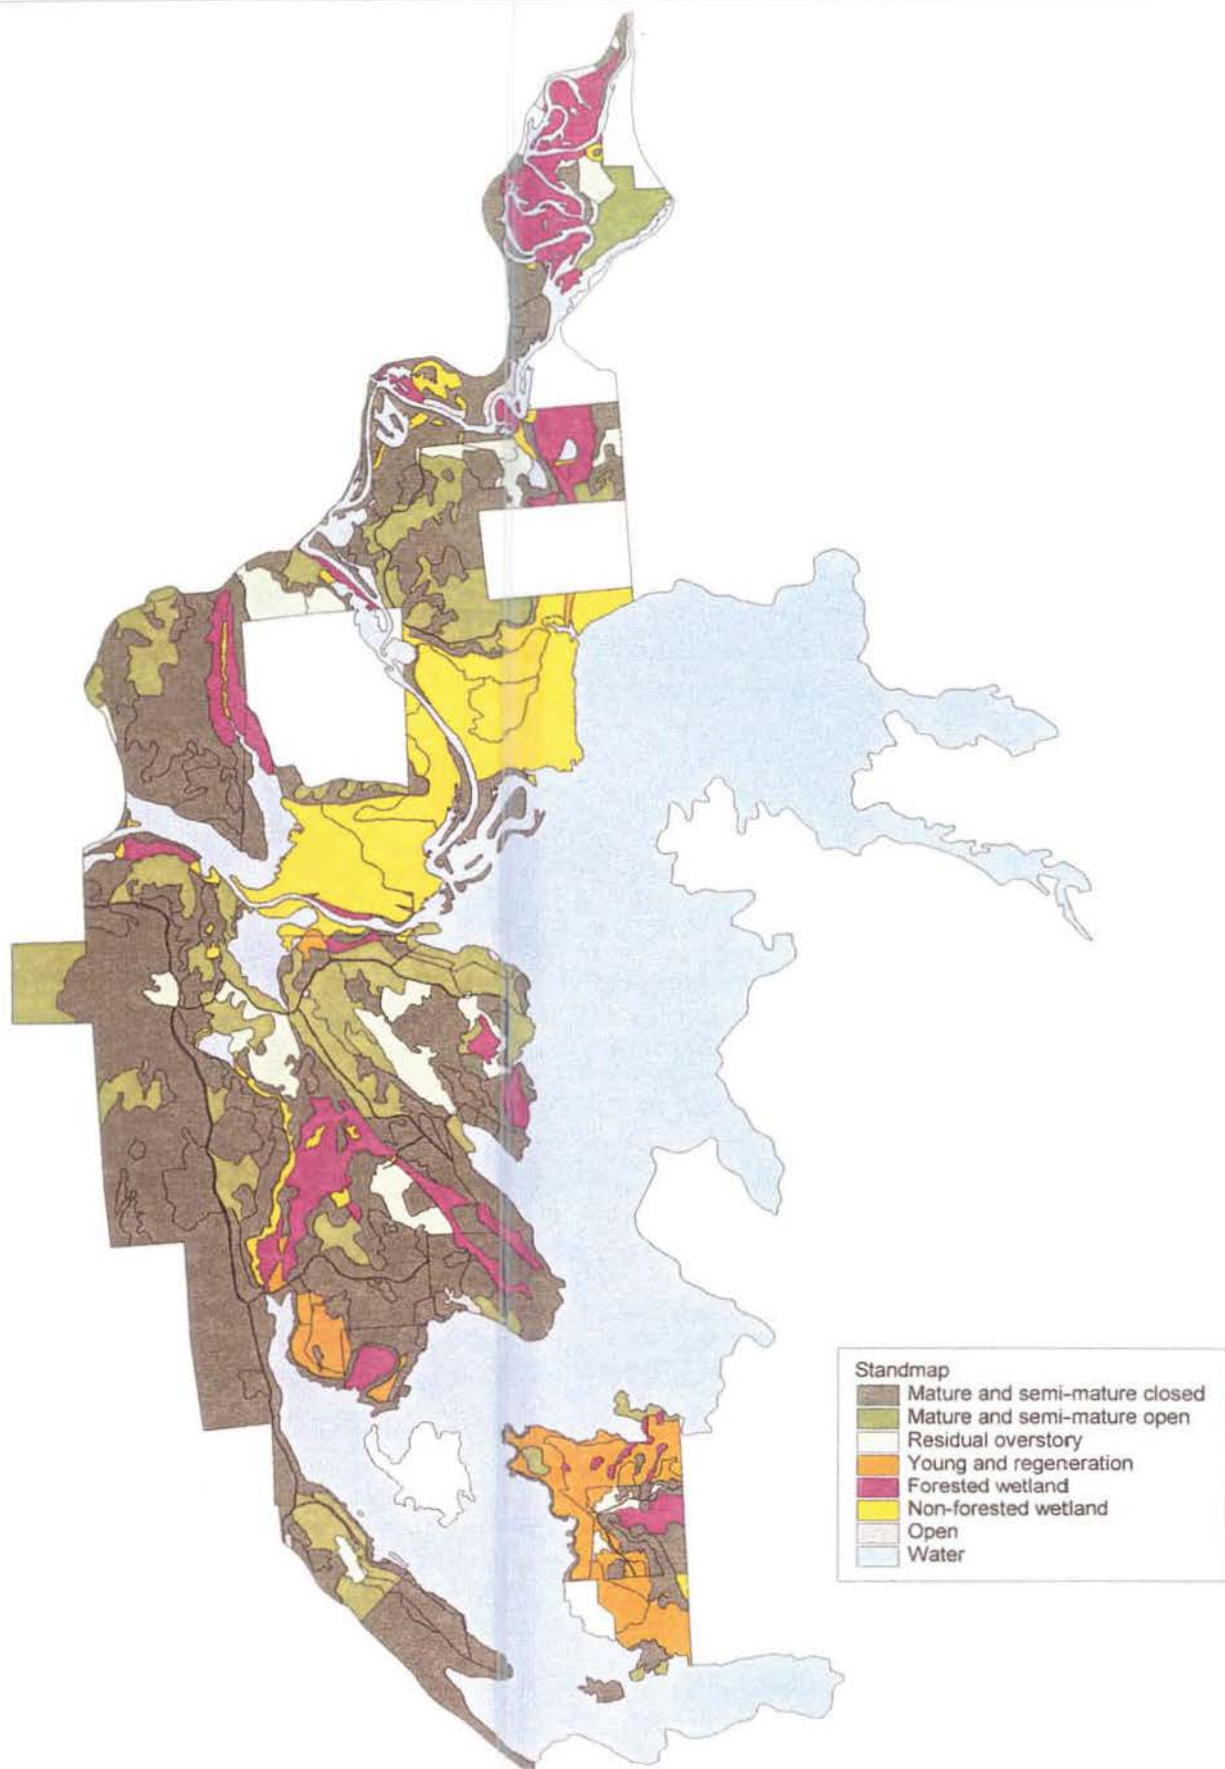 Standmap
Mature and semi-mature closed
Mature and semi-mature open
Residual overstory
Young and regeneration
Forested wetland
Non-forested wetland
Open
Water